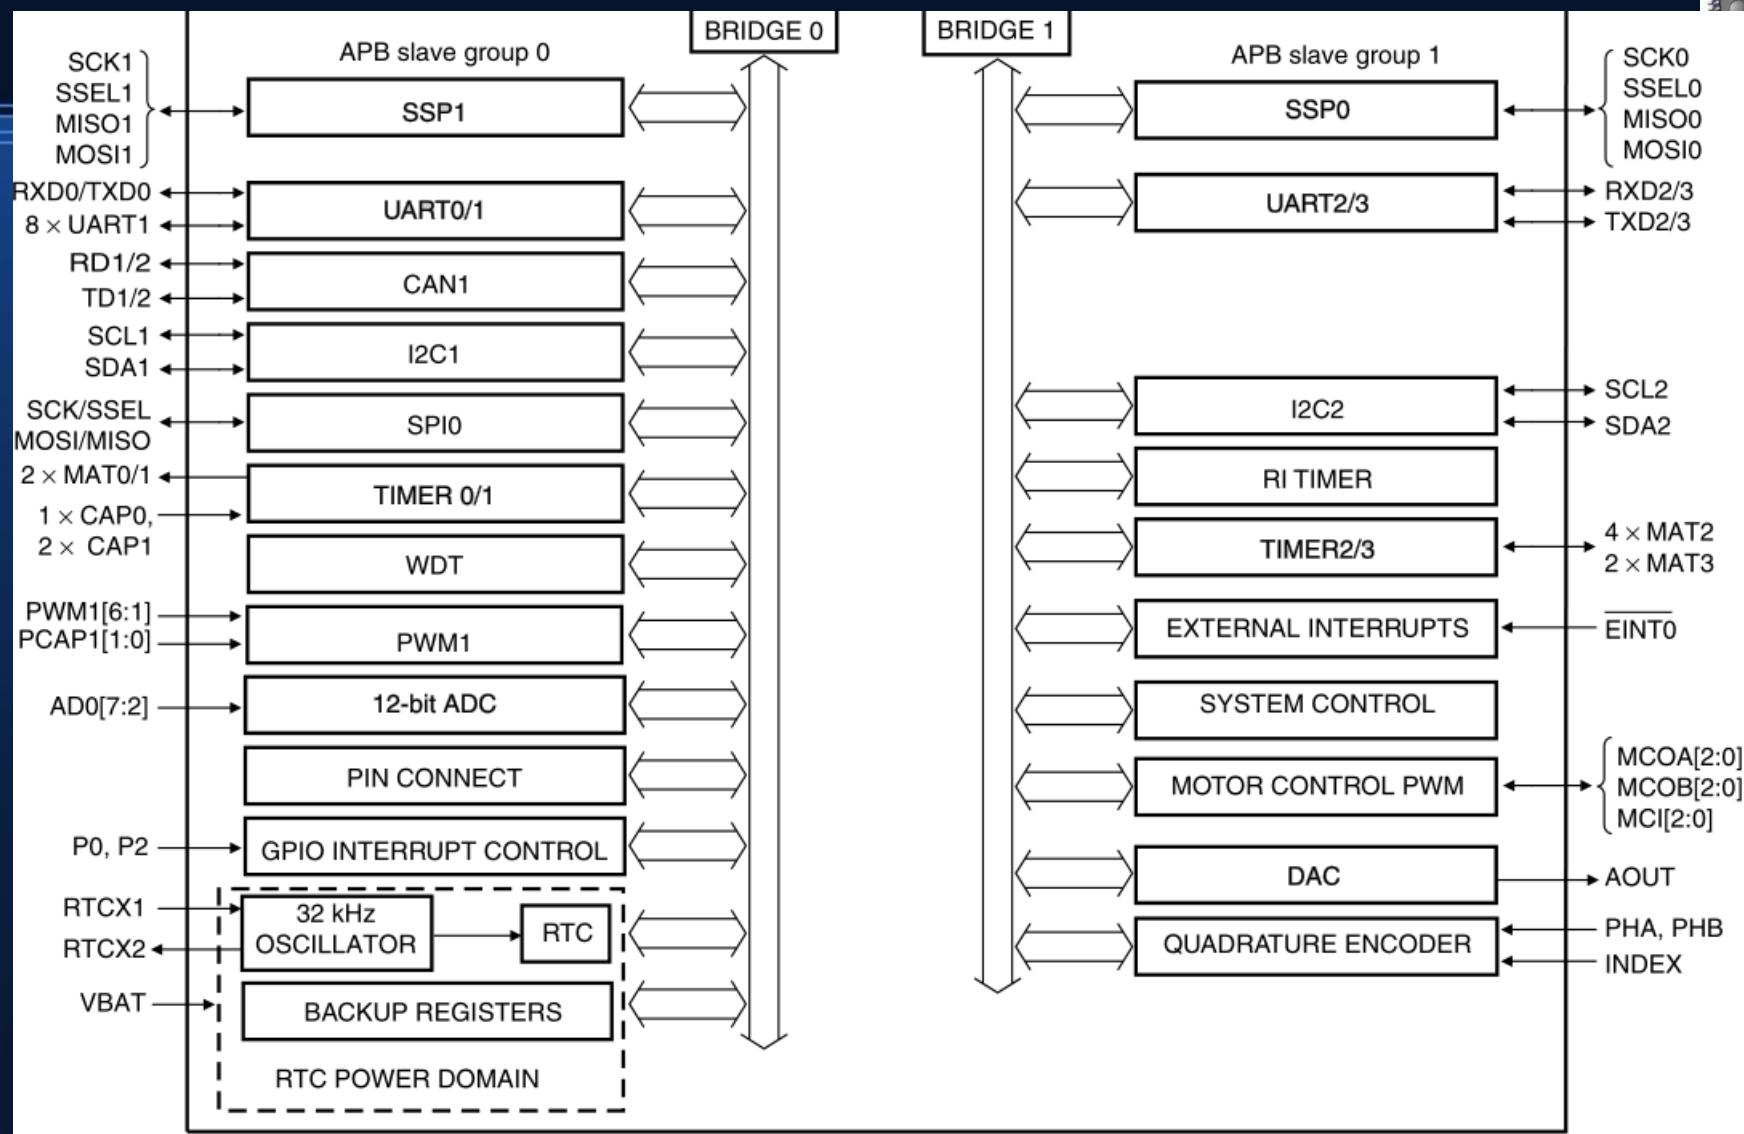 BRIDGE 0
BRIDGE 1
APB slave group 0
APB slave group 1
SCK1
SSEL1
MISO1
MOSI1
SSP1
SSP0
SCK0
SSEL0
MISO0
MOSI0
RXD0/TXD0
8 × UART1
UART0/1
UART2/3
RXD2/3
TXD2/3
RD1/2
TD1/2
CAN1
SCL1
SDA1
I2C1
SCK/SSEL
MOSI/MISO
SPI0
I2C2
SCL2
SDA2
2 × MAT0/1
1 × CAP0,
2 × CAP1
TIMER 0/1
RI TIMER
WDT
TIMER2/3
4 × MAT2
2 × MAT3
PWM1[6:1]
PCAP1[1:0]
PWM1
EXTERNAL INTERRUPTS
EINT0
AD0[7:2]
12-bit ADC
SYSTEM CONTROL
PIN CONNECT
MOTOR CONTROL PWM
MCOA[2:0]
MCOB[2:0]
MCI[2:0]
P0, P2
GPIO INTERRUPT CONTROL
DAC
AOUT
RTCX1
RTCX2
32 kHz
OSCILLATOR
RTC
QUADRATURE ENCODER
PHA, PHB
INDEX
VBAT
BACKUP REGISTERS
RTC POWER DOMAIN